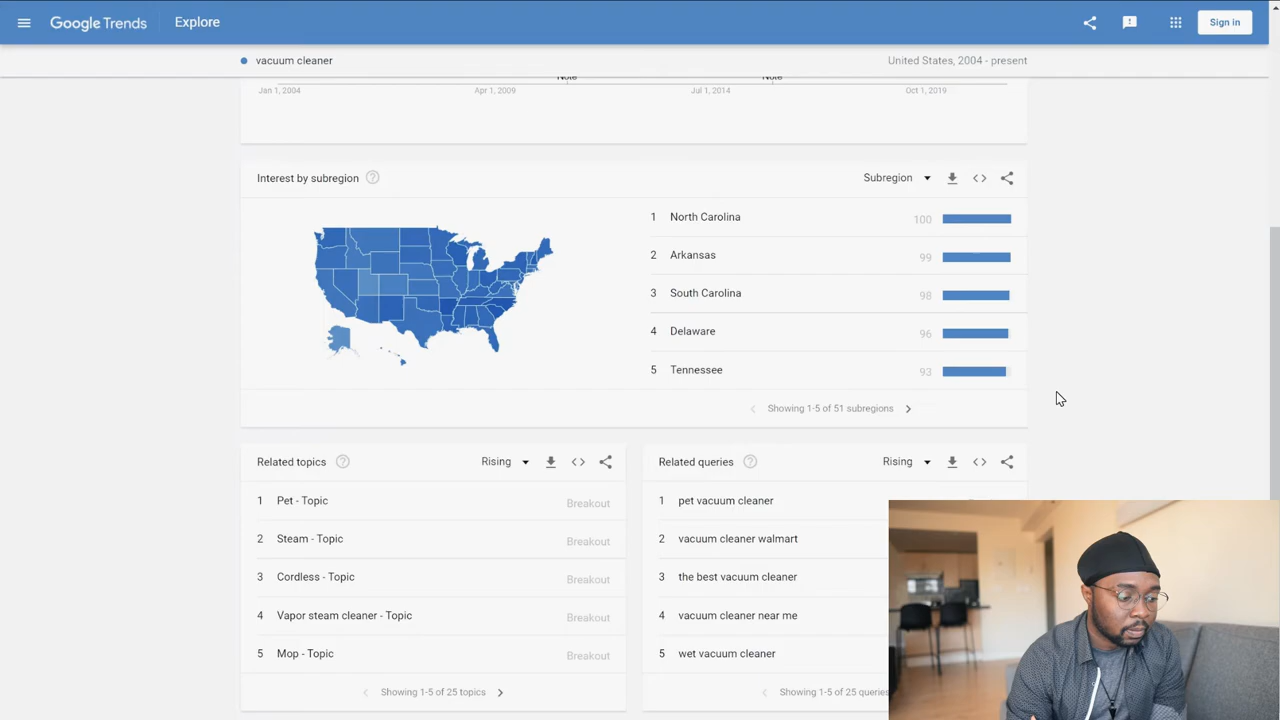 Google Trends Explore Sign in
vacuum cleaner United States, 2004 - present
Note Note
Jan 1, 2004 Apr 1, 2009 Jul 1, 2014 Oct 1, 2019
Interest by subregion Subregion
1 North Carolina 100
2 Arkansas 99
3 South Carolina 98
4 Delaware 96
5 Tennessee 93
Showing 1-5 of 51 subregions
Related topics Rising
1 Pet - Topic Breakout
2 Steam - Topic Breakout
3 Cordless - Topic Breakout
4 Vapor steam cleaner - Topic Breakout
5 Mop - Topic Breakout
Showing 1-5 of 25 topics
Related queries Rising
1 pet vacuum cleaner
2 vacuum cleaner walmart
3 the best vacuum cleaner
4 vacuum cleaner near me
5 wet vacuum cleaner
Showing 1-5 of 25 queries